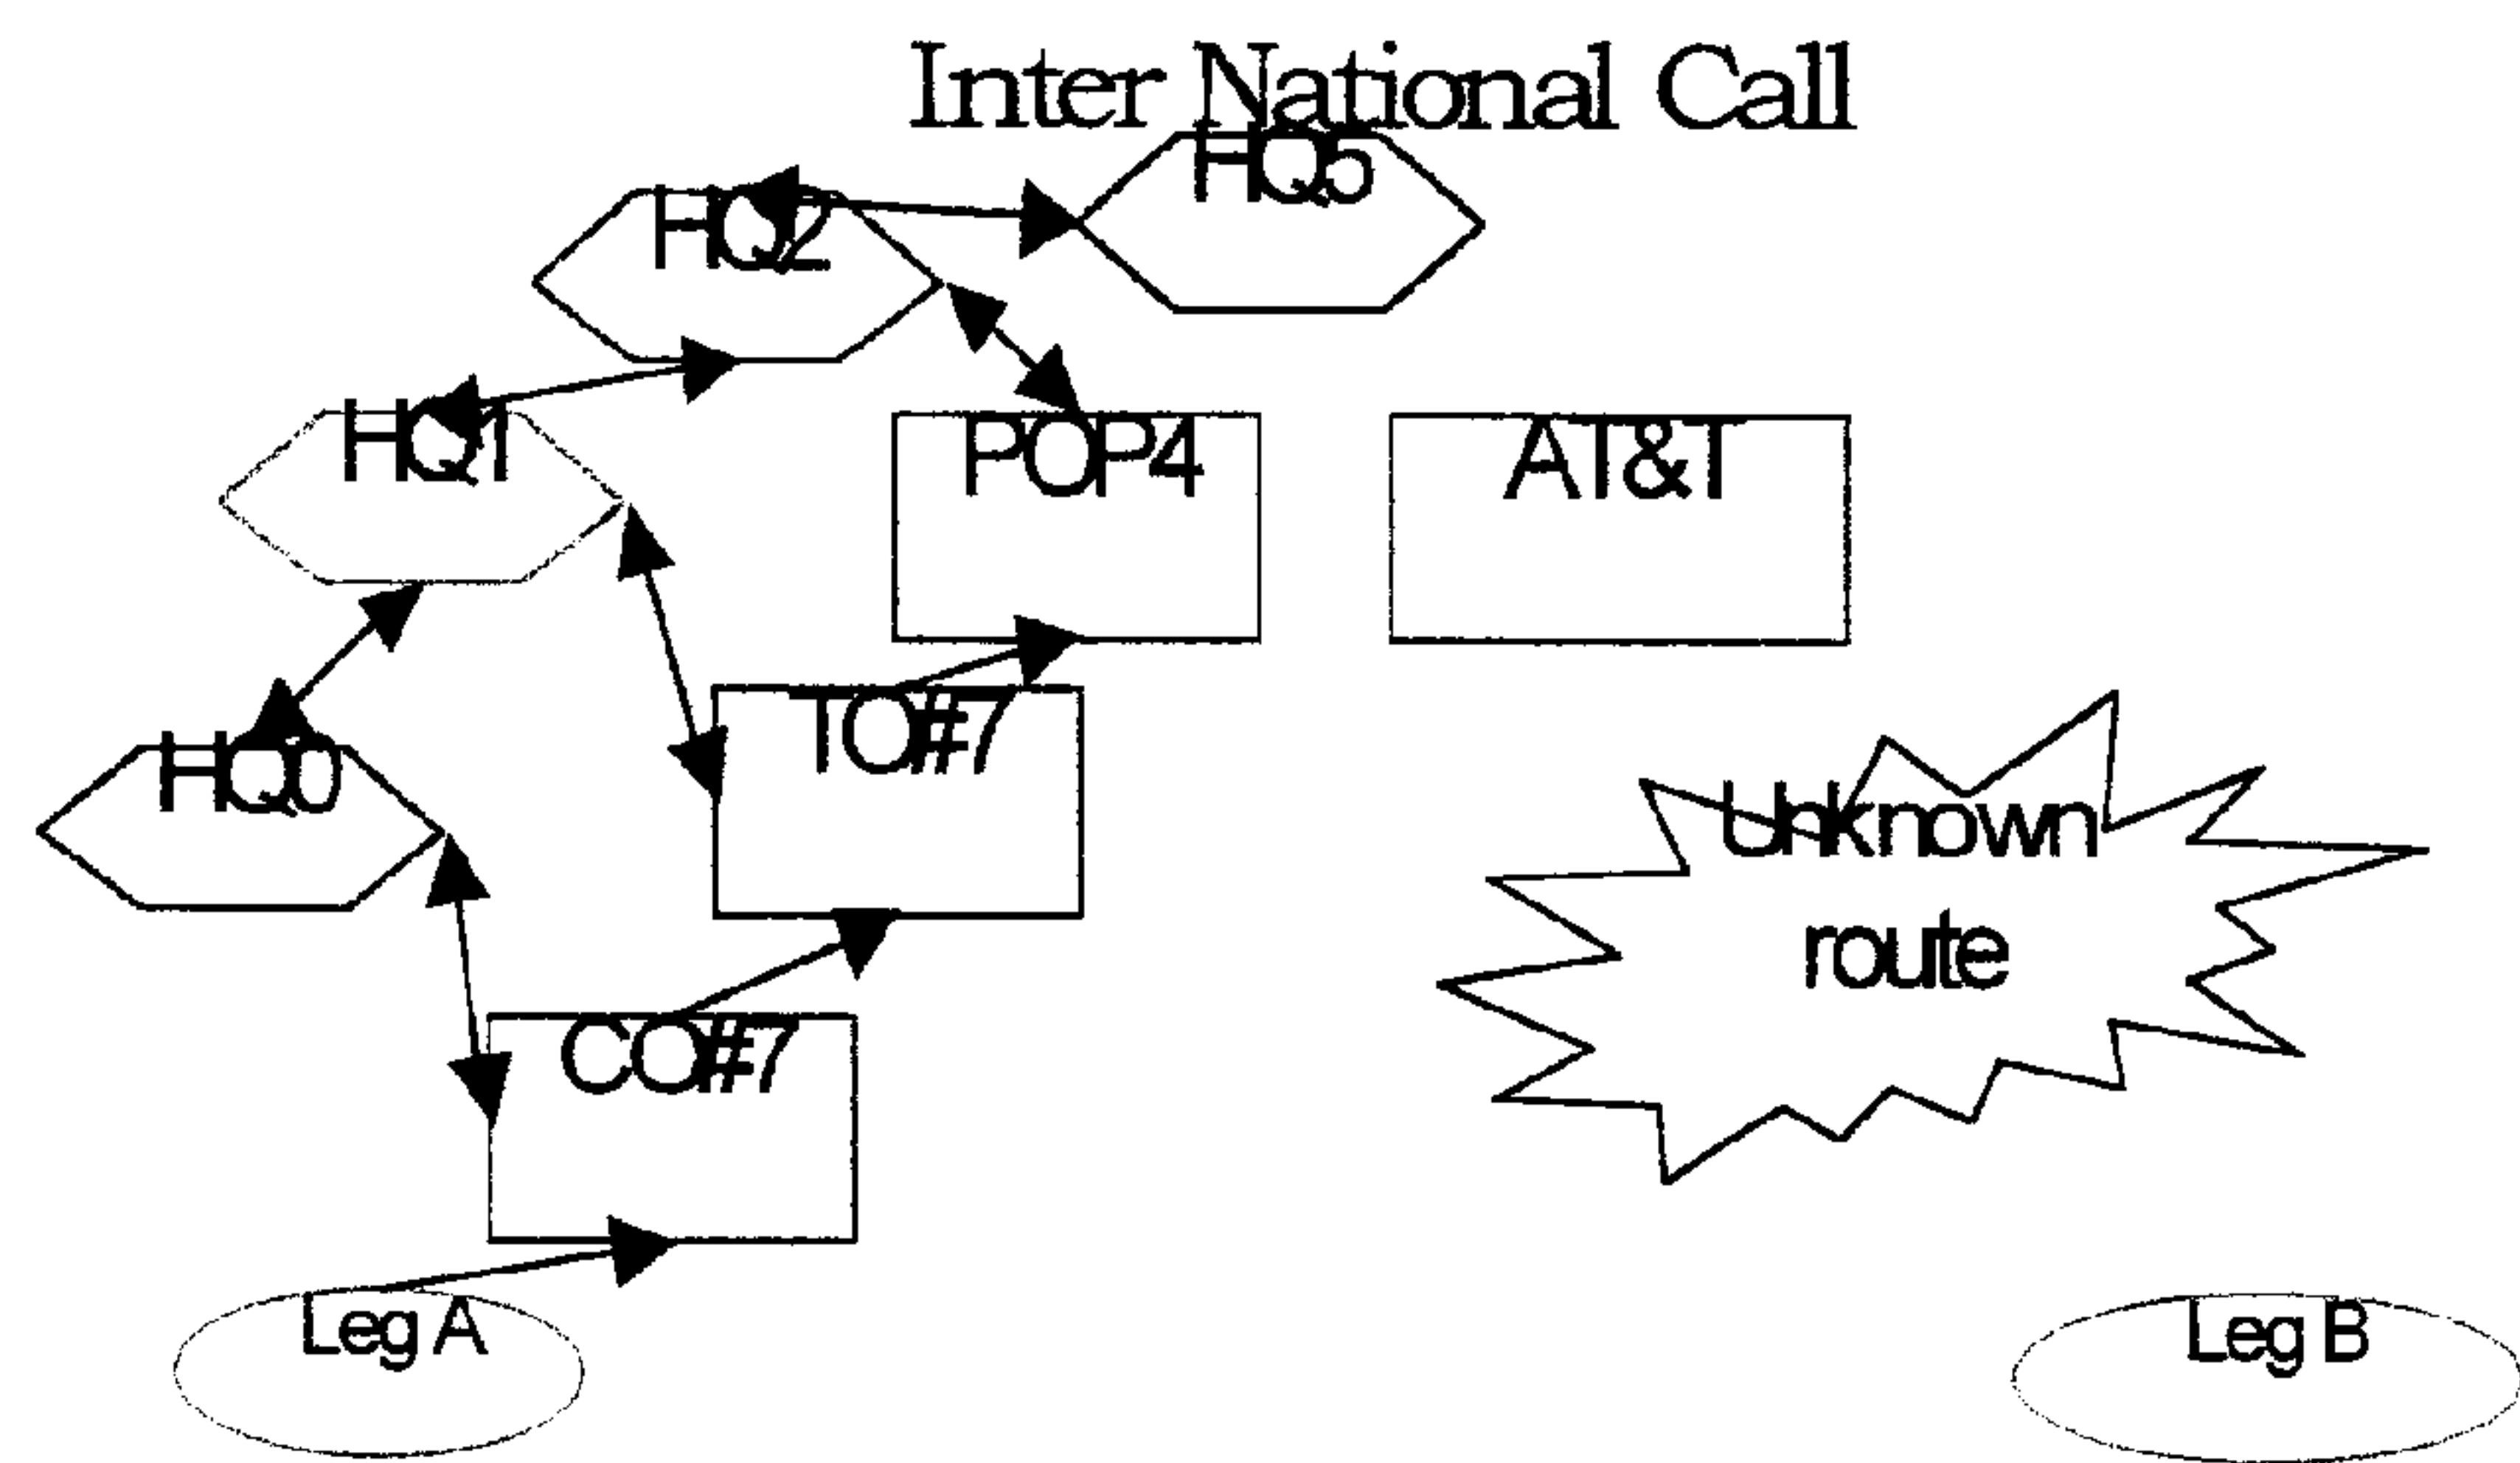 Inter National Call
HQ5
HQ2
HQ1
POP4
AT&T
TO#7
HQ0
Unknown
route
CO#7
Leg A
Leg B